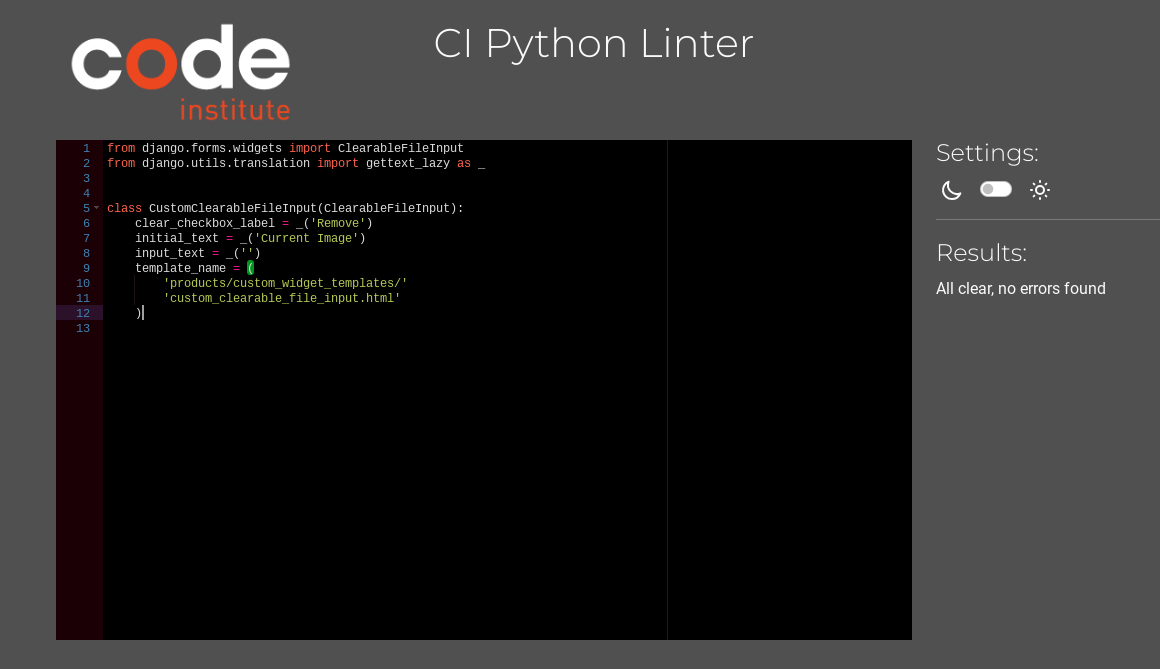 code
institute
CI Python Linter
1 from django.forms.widgets import ClearableFileInput
2 from django.utils.translation import gettext_lazy as _
3
4
5 class CustomClearableFileInput(ClearableFileInput):
6     clear_checkbox_label = _('Remove')
7     initial_text = _('Current Image')
8     input_text = _('')
9     template_name = (
10         'products/custom_widget_templates/'
11         'custom_clearable_file_input.html'
12     )
13
Settings:
Results:
All clear, no errors found